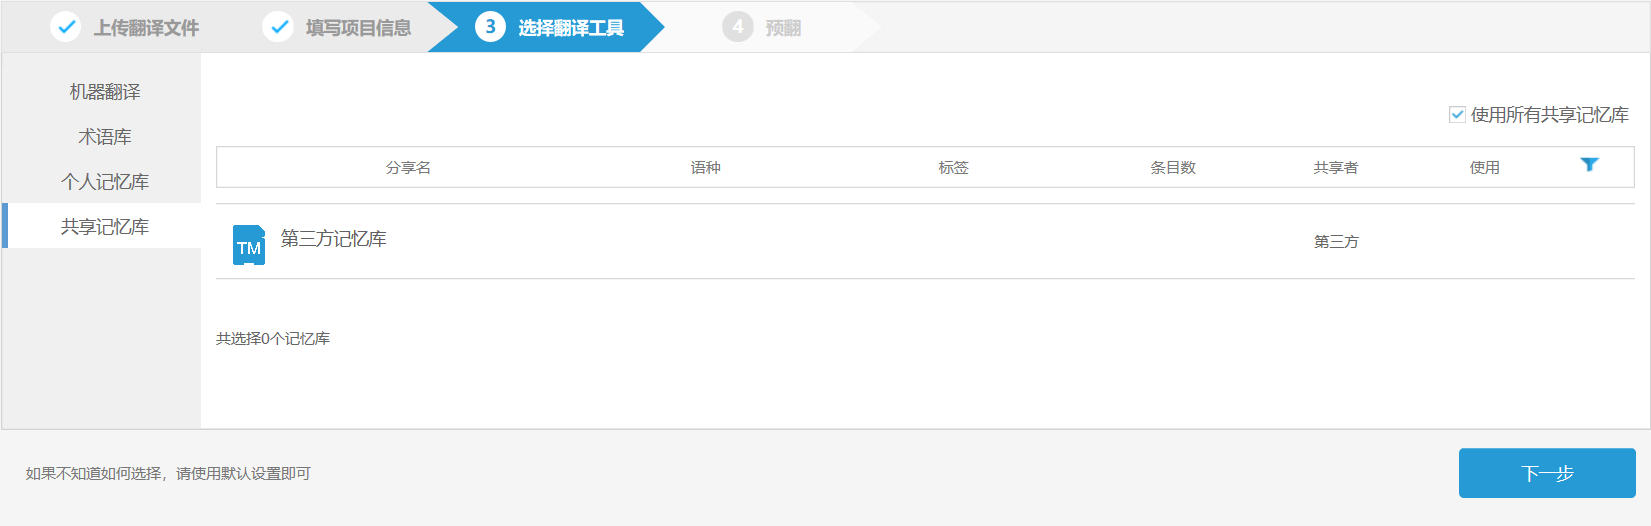 上传翻译文件 填写项目信息 3 选择翻译工具 4 预翻
机器翻译
术语库
个人记忆库
共享记忆库
使用所有共享记忆库
分享名 语种 标签 条目数 共享者 使用
TM 第三方记忆库 第三方
共选择0个记忆库
如果不知道如何选择，请使用默认设置即可 下一步